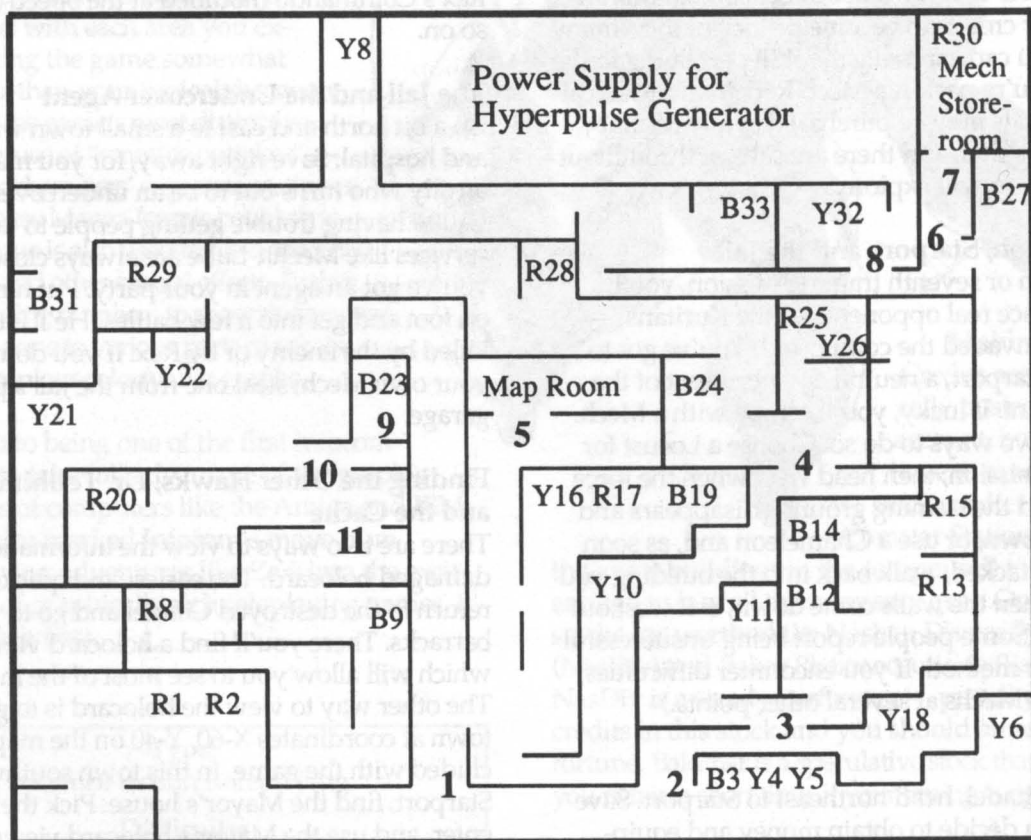 Y8
R30
Power Supply for
Hyperpulse Generator
Mech
Store-
room
7
B27
B33
Y32
6
8
R29
R28
B31
R25
Y26
Y22
B23
Map Room
B24
Y21
9
5
10
4
R20
Y16 R17
B19
R15
11
B14
R8
Y10
B12
R13
B9
Y11
R1
R2
3
Y18
Y6
1
2
B3 Y4 Y5